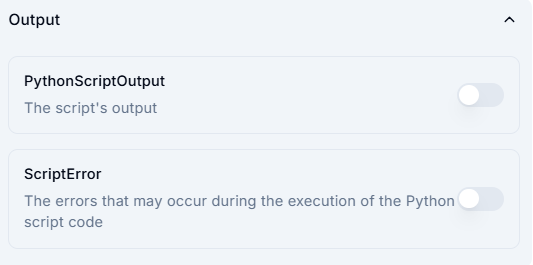 Output
PythonScriptOutput
The script's output
ScriptError
The errors that may occur during the execution of the Python
script code